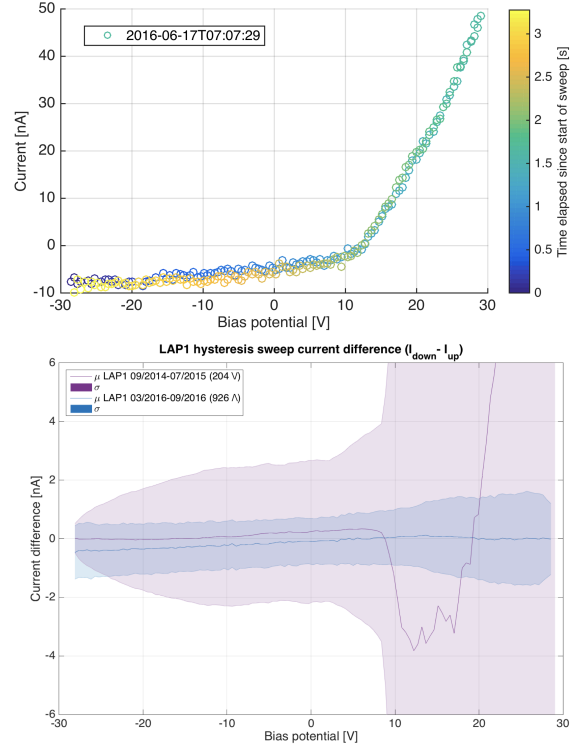 50
40
30
20
10
0
-10
Current [nA]
2016-06-17T07:07:29
-30 -20 -10 0 10 20 30
Bias potential [V]
3
2.5
2
1.5
1
0.5
0
Time elapsed since start of sweep [s]
LAP1 hysteresis sweep current difference (I_down - I_up)
μ LAP1 09/2014-07/2015 (204 V)
σ
μ LAP1 03/2016-09/2016 (926 Λ)
σ
6
4
2
0
-2
-4
-6
Current difference [nA]
-30 -20 -10 0 10 20 30
Bias potential [V]